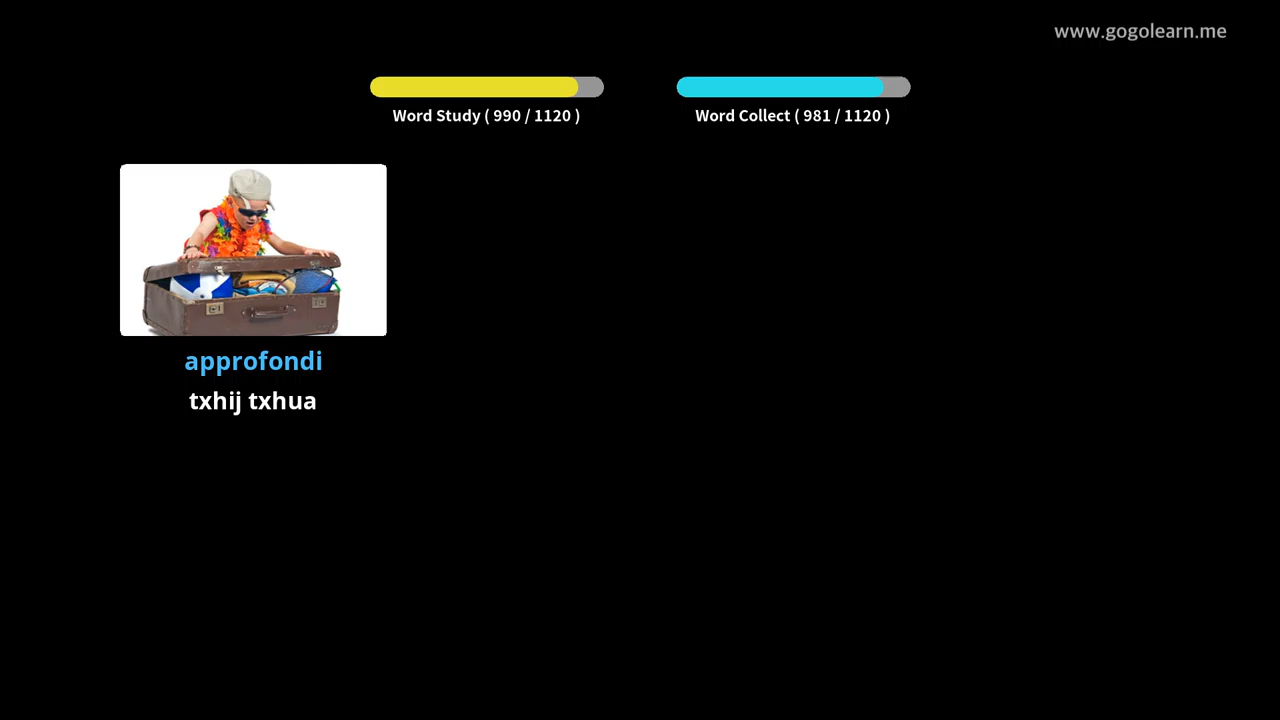 www.gogolearn.me
Word Study ( 990 / 1120 )
Word Collect ( 981 / 1120 )
approfondi
txhij txhua